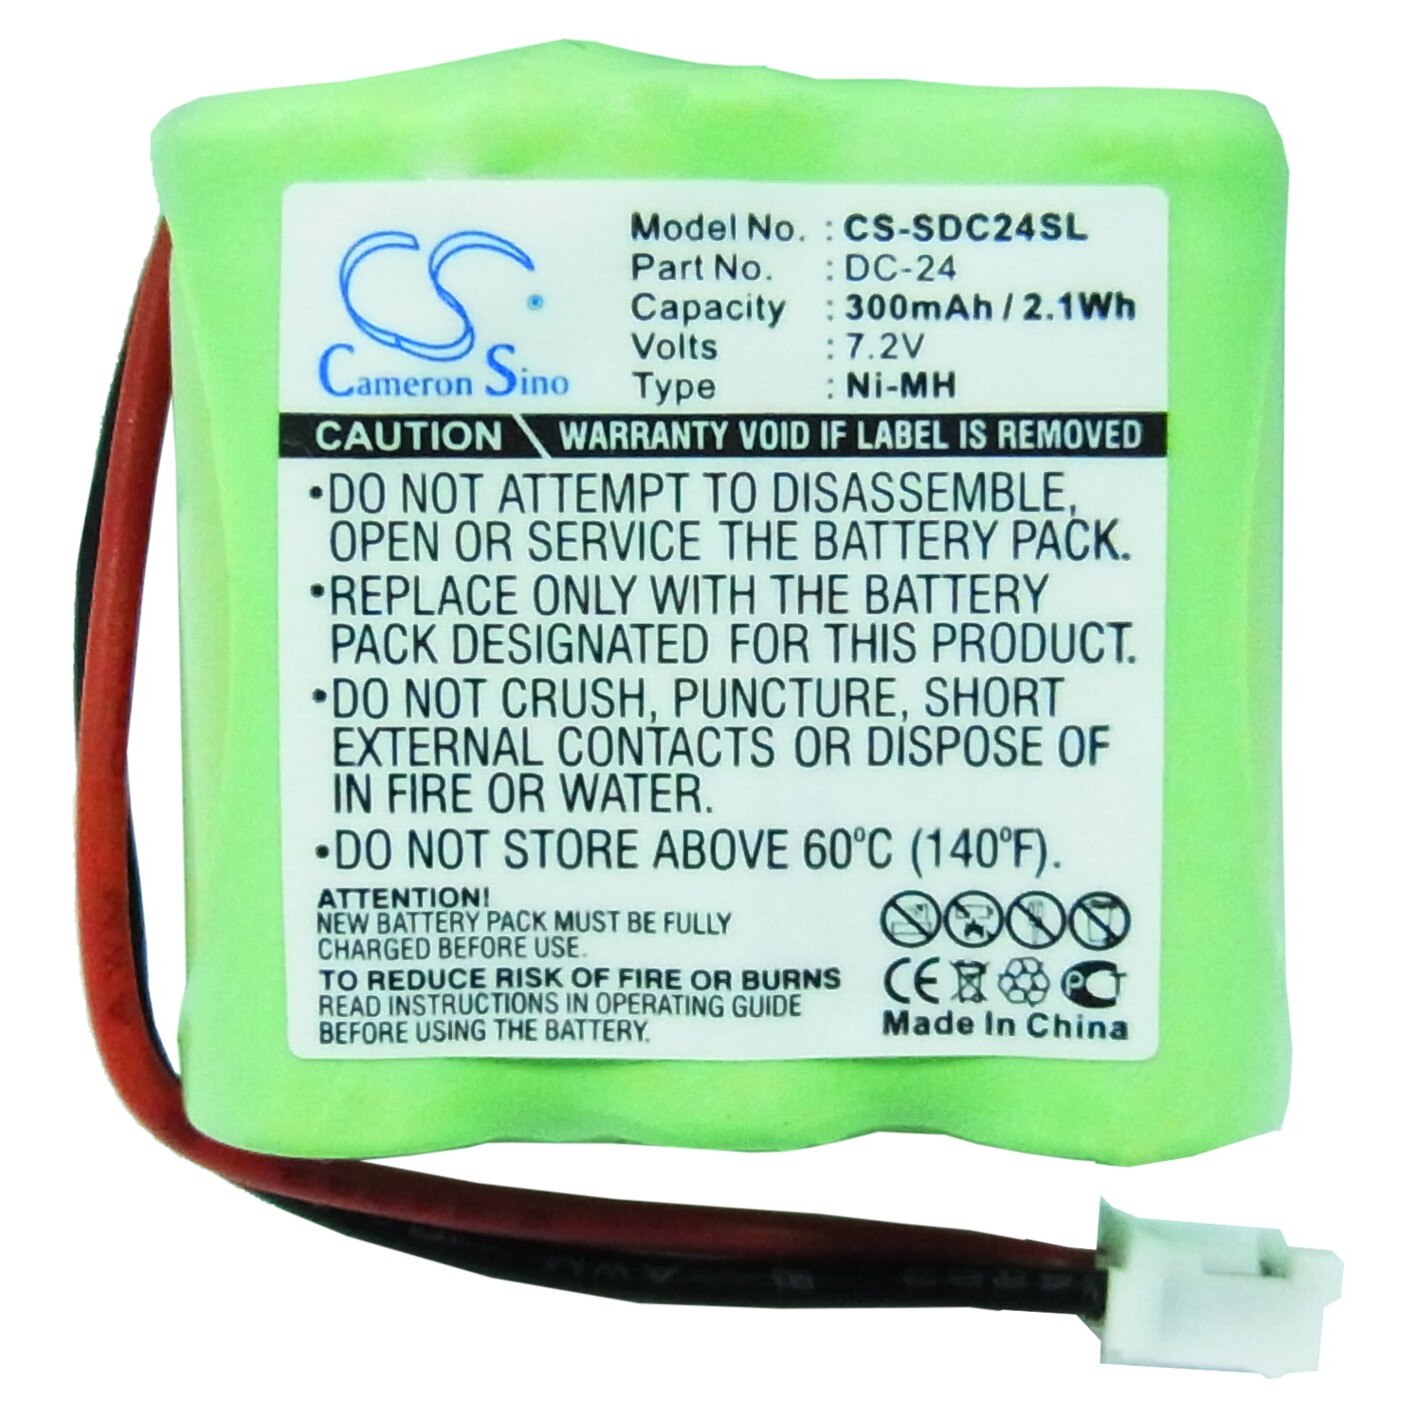 CS
Cameron Sino
Model No. : CS-SDC24SL
Part No. : DC-24
Capacity : 300mAh / 2.1Wh
Volts : 7.2V
Type : Ni-MH
CAUTION WARRANTY VOID IF LABEL IS REMOVED
•DO NOT ATTEMPT TO DISASSEMBLE,
OPEN OR SERVICE THE BATTERY PACK.
•REPLACE ONLY WITH THE BATTERY
PACK DESIGNATED FOR THIS PRODUCT.
•DO NOT CRUSH, PUNCTURE, SHORT
EXTERNAL CONTACTS OR DISPOSE OF
IN FIRE OR WATER.
•DO NOT STORE ABOVE 60ºC (140ºF).
ATTENTION!
NEW BATTERY PACK MUST BE FULLY
CHARGED BEFORE USE.
TO REDUCE RISK OF FIRE OR BURNS
READ INSTRUCTIONS IN OPERATING GUIDE
BEFORE USING THE BATTERY.
CE
Made In China